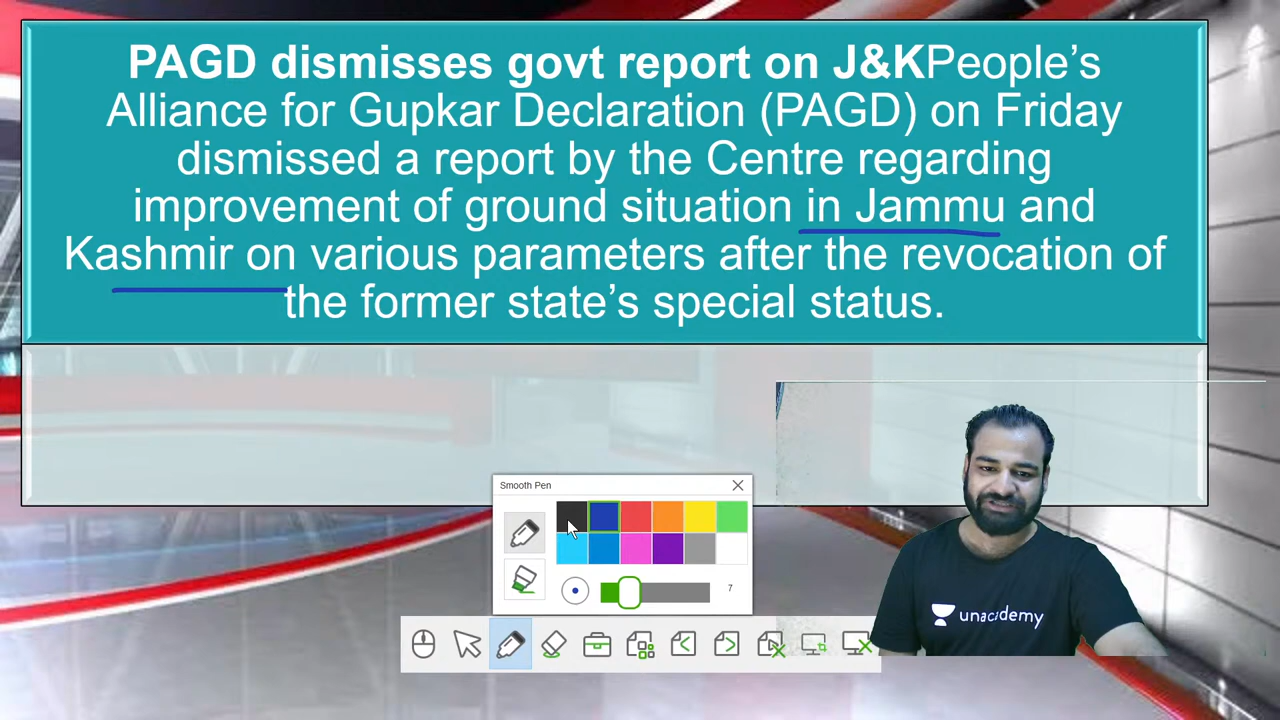 PAGD dismisses govt report on J&KPeople’s
Alliance for Gupkar Declaration (PAGD) on Friday
dismissed a report by the Centre regarding
improvement of ground situation in Jammu and
Kashmir on various parameters after the revocation of
the former state’s special status.
Smooth Pen
7
unacademy